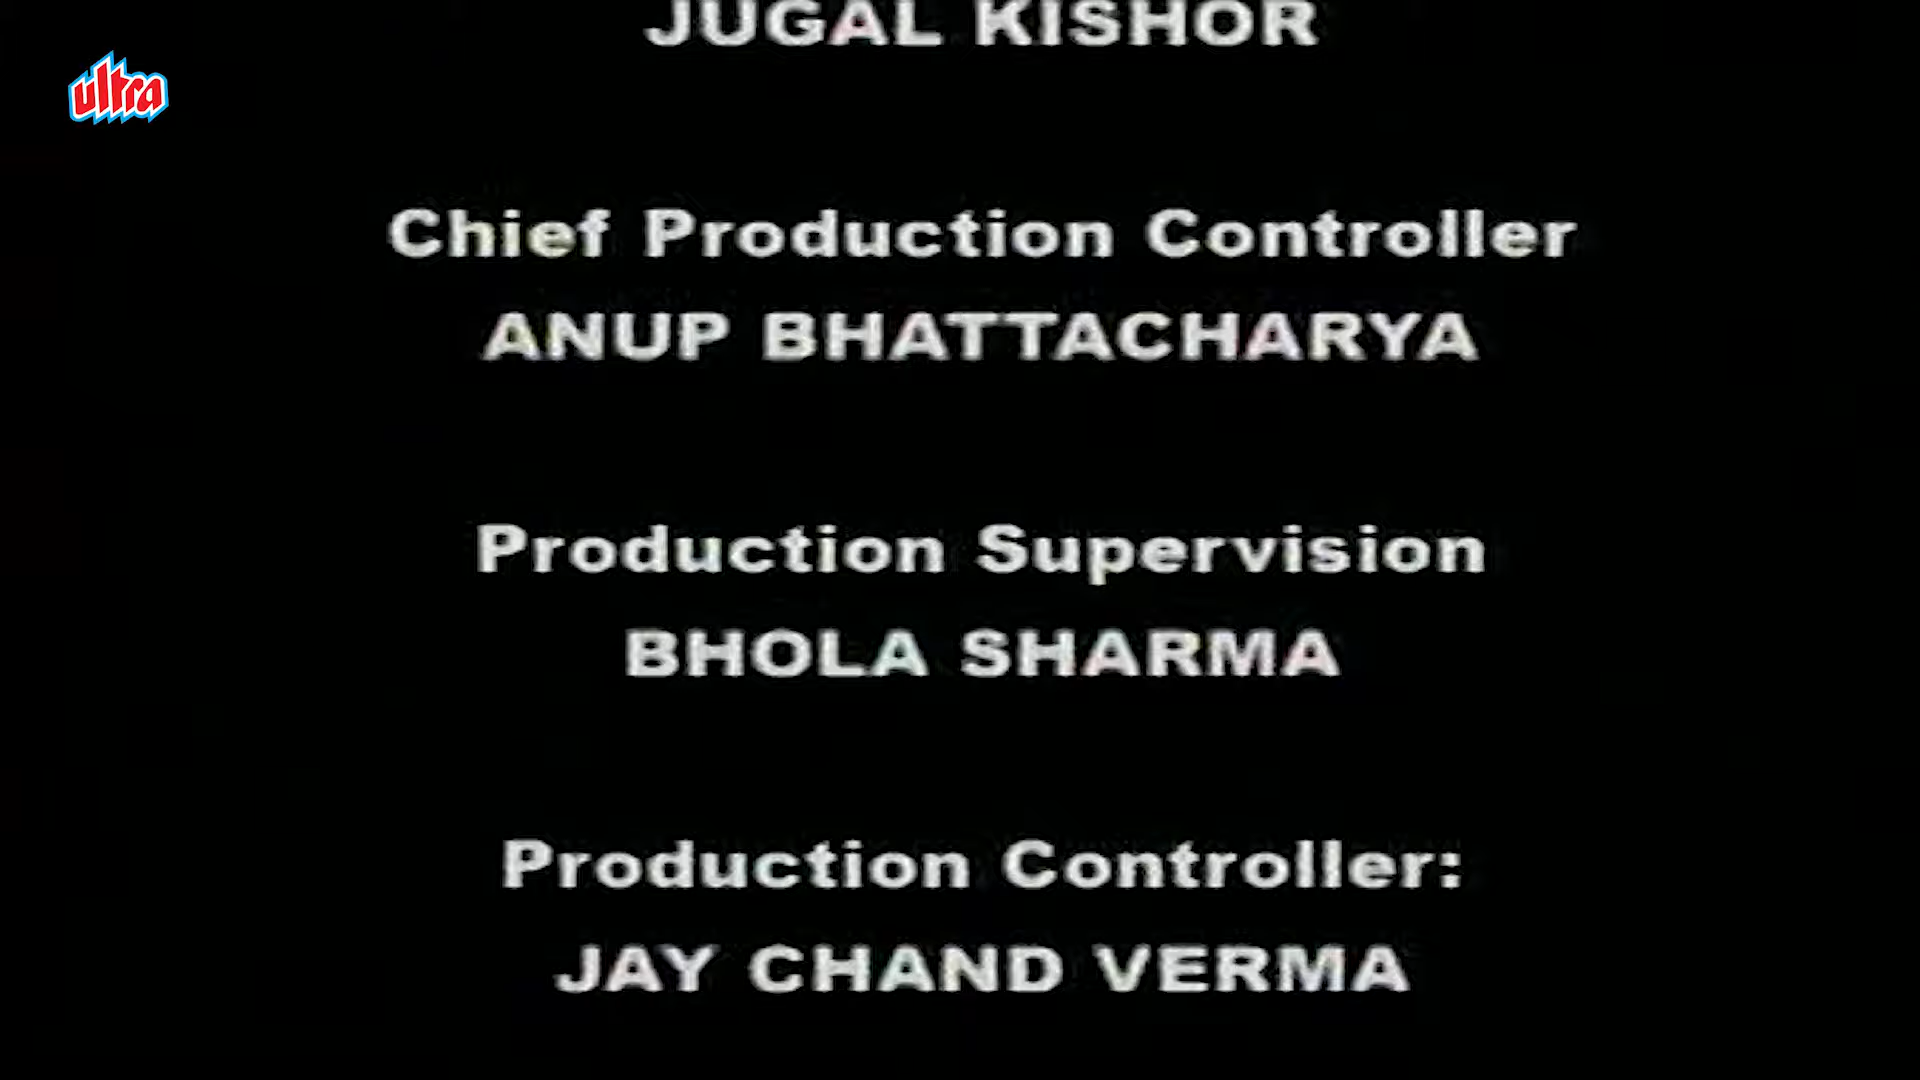 JUGAL KISHOR
ultra
Chief Production Controller
ANUP BHATTACHARYA
Production Supervision
BHOLA SHARMA
Production Controller:
JAY CHAND VERMA